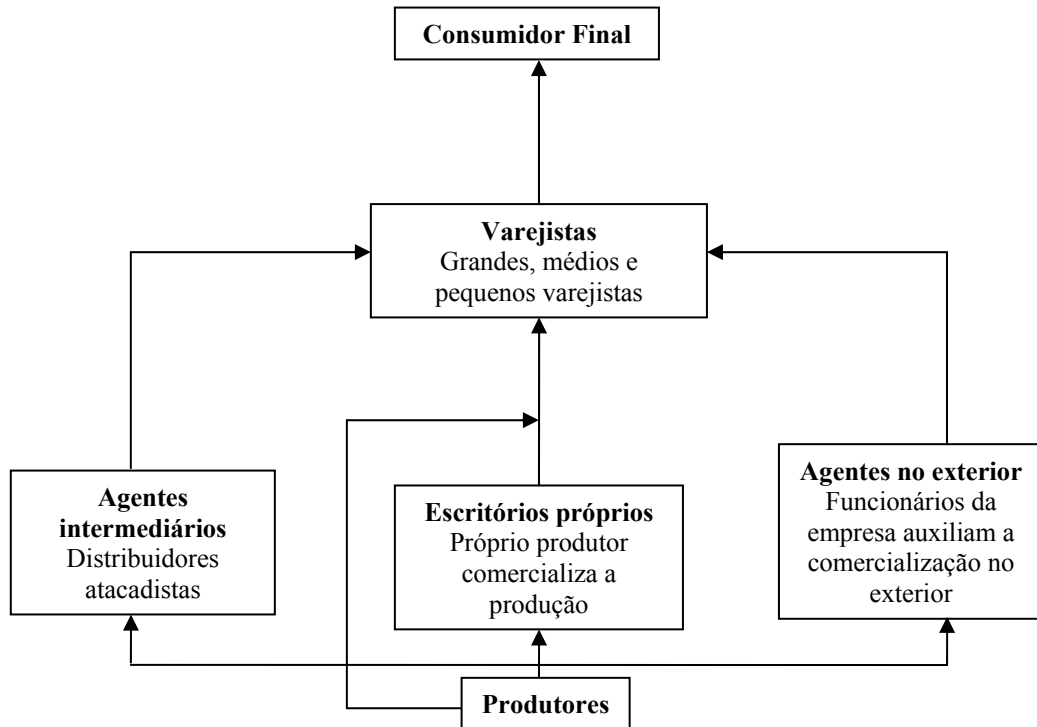 Consumidor Final
Varejistas
Grandes, médios e
pequenos varejistas
Agentes
intermediários
Distribuidores
atacadistas
Escritórios próprios
Próprio produtor
comercializa a
produção
Agentes no exterior
Funcionários da
empresa auxiliam a
comercialização no
exterior
Produtores